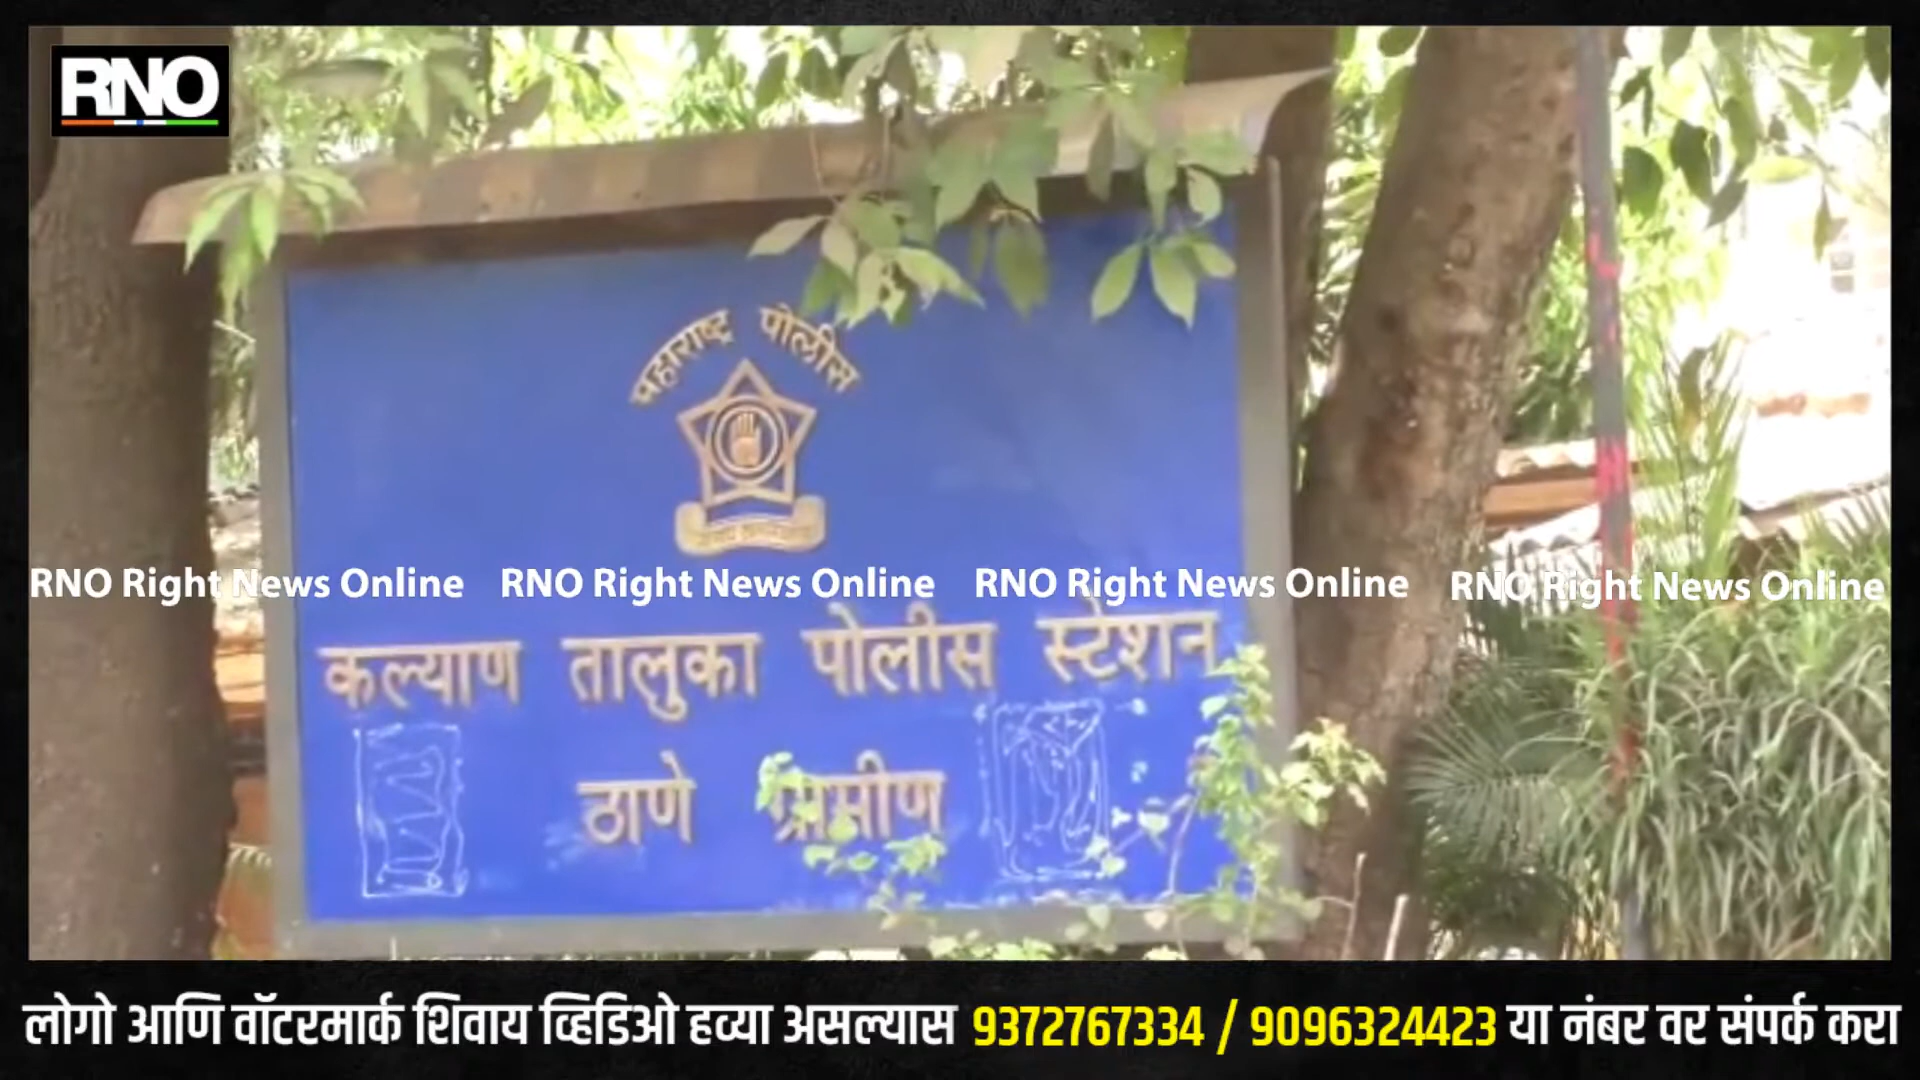 RNO
महाराष्ट्र पोलीस
RNO Right News Online RNO Right News Online RNO Right News Online RNO Right News Online
कल्याण तालुका पोलीस स्टेशन
ठाणे ग्रामीण
लोगो आणि वॉटरमार्क शिवाय व्हिडिओ हव्या असल्यास 9372767334 / 9096324423 या नंबर वर संपर्क करा